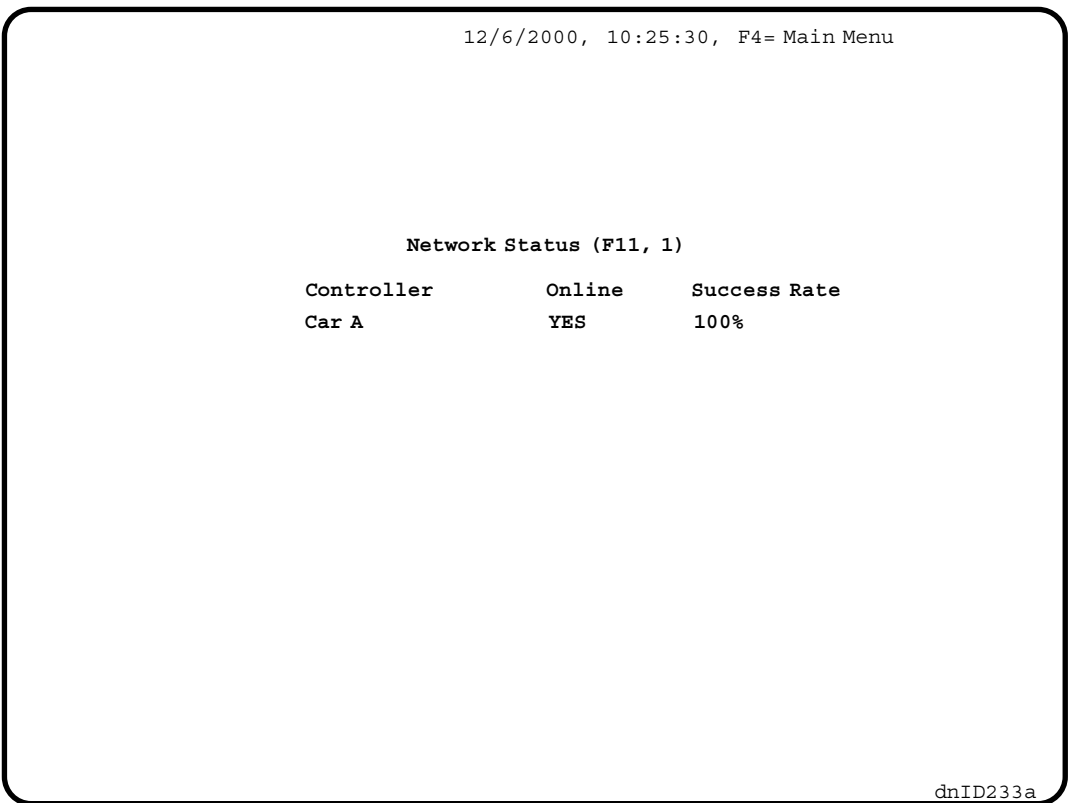 12/6/2000, 10:25:30, F4= Main Menu
Network Status (F11, 1)
Controller Online Success Rate
Car A YES 100%
dnID233a